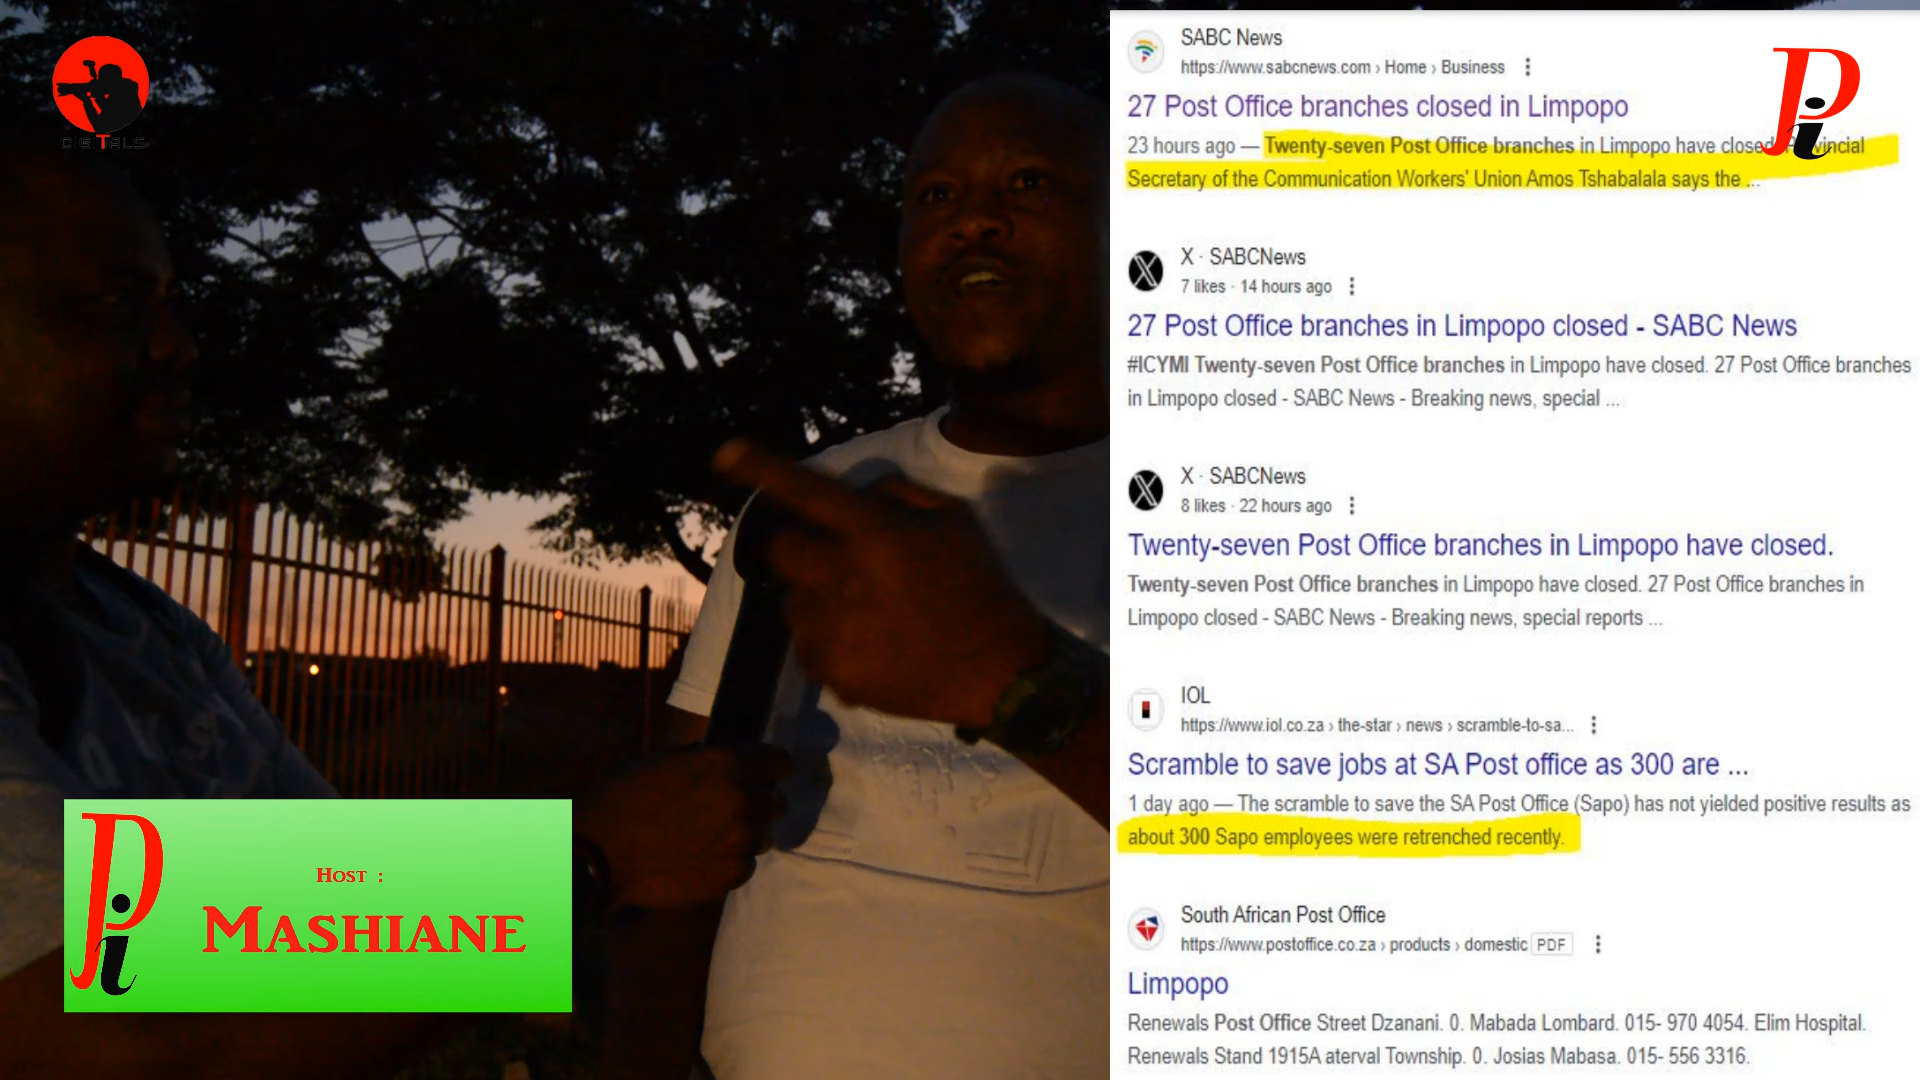 DIGITALS
SABC News
https://www.sabcnews.com › Home › Business
27 Post Office branches closed in Limpopo
23 hours ago — Twenty-seven Post Office branches in Limpopo have closed. Provincial
Secretary of the Communication Workers' Union Amos Tshabalala says the ...
Pi
X · SABCNews
7 likes · 14 hours ago
27 Post Office branches in Limpopo closed - SABC News
#ICYMI Twenty-seven Post Office branches in Limpopo have closed. 27 Post Office branches
in Limpopo closed - SABC News - Breaking news, special ...
X · SABCNews
8 likes · 22 hours ago
Twenty-seven Post Office branches in Limpopo have closed.
Twenty-seven Post Office branches in Limpopo have closed. 27 Post Office branches in
Limpopo closed - SABC News - Breaking news, special reports ...
IOL
https://www.iol.co.za › the-star › news › scramble-to-sa...
Scramble to save jobs at SA Post office as 300 are ...
1 day ago — The scramble to save the SA Post Office (Sapo) has not yielded positive results as
about 300 Sapo employees were retrenched recently.
South African Post Office
https://www.postoffice.co.za › products › domestic PDF
Limpopo
Renewals Post Office Street Dzanani. 0. Mabada Lombard. 015- 970 4054. Elim Hospital.
Renewals Stand 1915A aterval Township. 0. Josias Mabasa. 015- 556 3316.
Pi
Host :
Mashiane